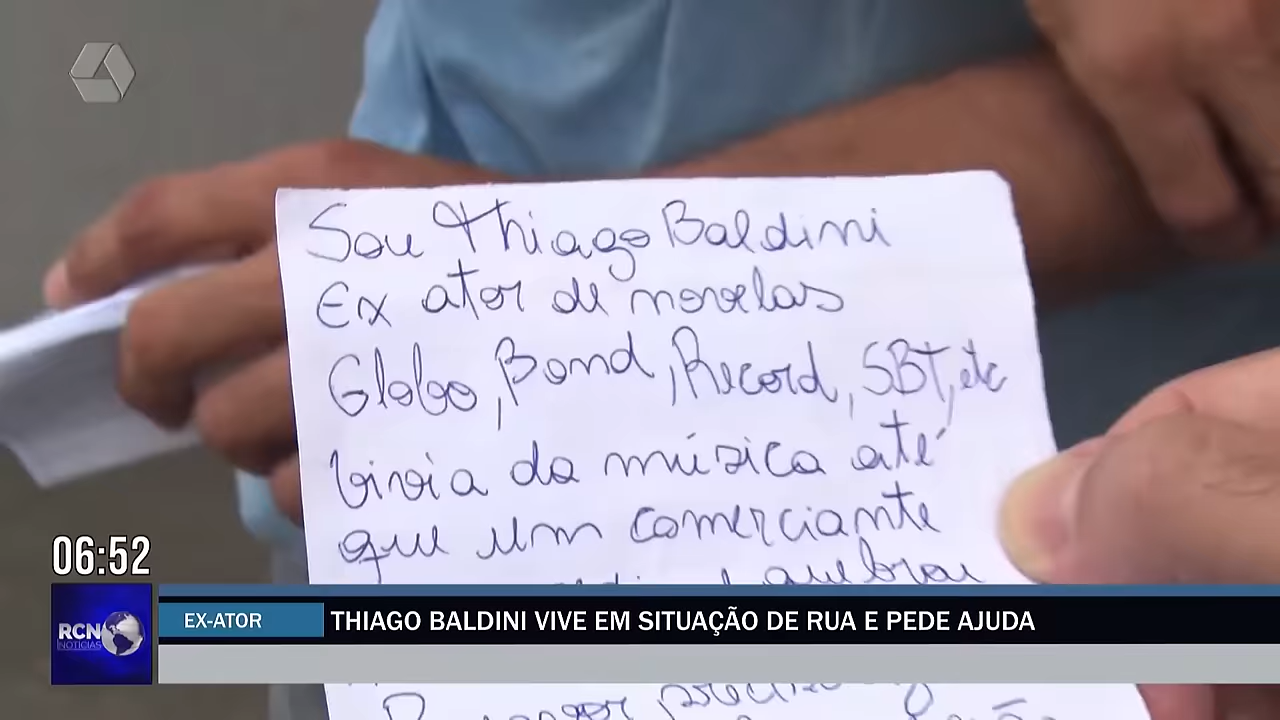 Sou Thiago Baldini
Ex ator de novelas
Globo, Band, Record, SBT, etc
Vivia da música até
que um comerciante
quebrou
06:52
RCN
NOTÍCIAS
EX-ATOR
THIAGO BALDINI VIVE EM SITUAÇÃO DE RUA E PEDE AJUDA